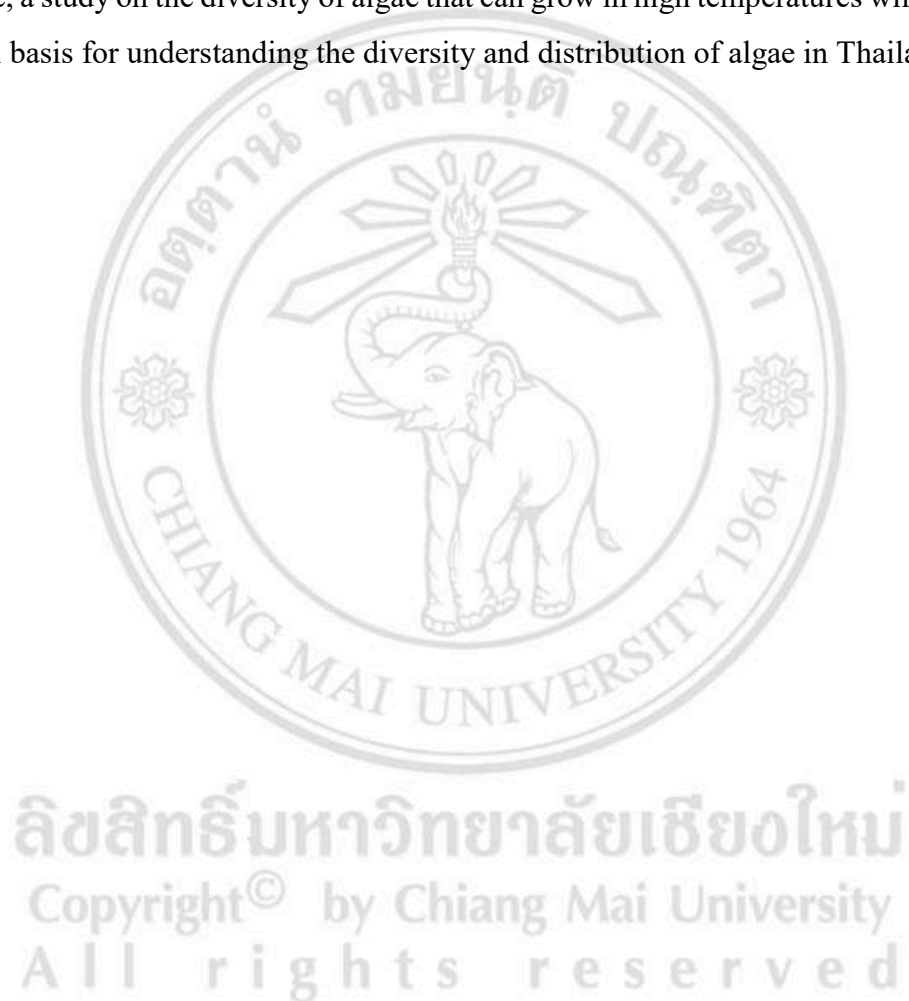 , a study on the diversity of algae that can grow in high temperatures
basis for understanding the diversity and distribution of algae in
อตฺตานํ ทมยนฺติ ปณฺฑิตา
CHIANG MAI UNIVERSITY 1964
ลิขสิทธิ์มหาวิทยาลัยเชียงใหม่
Copyright© by Chiang Mai University
All rights reserved